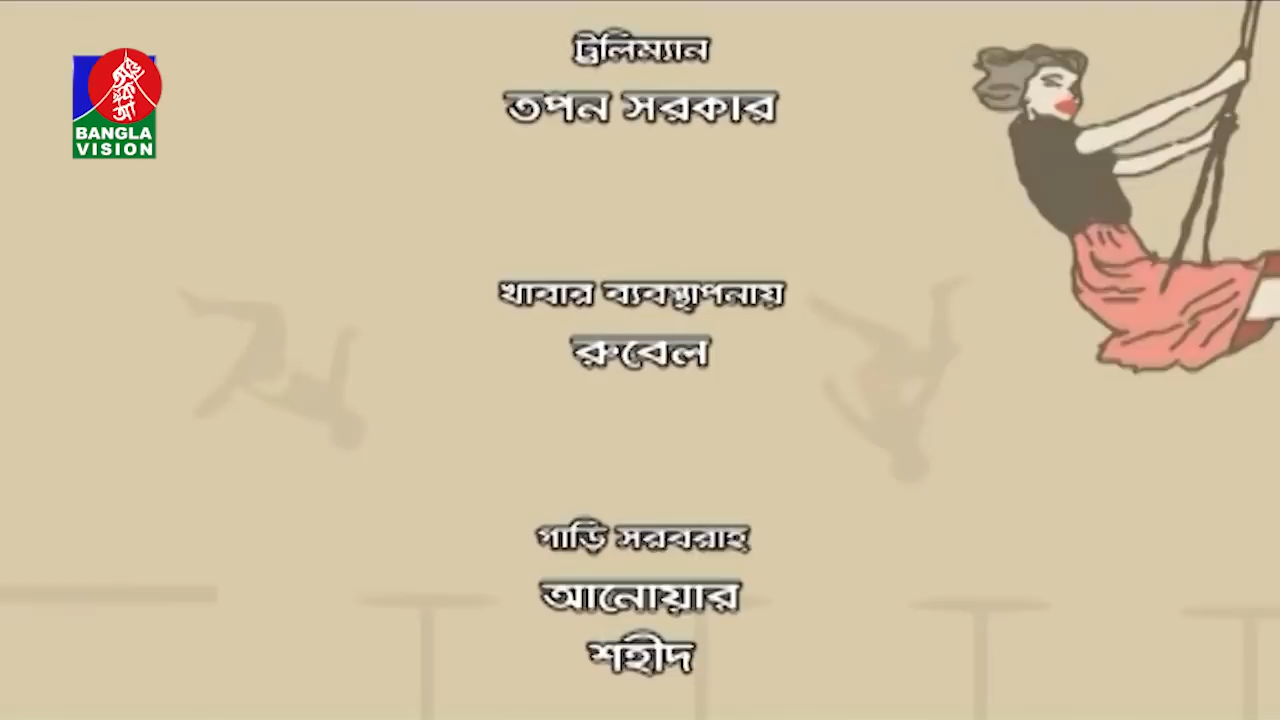 BANGLA
VISION
ট্রলিম্যান
তপন সরকার
খাবার ব্যবস্থাপনায়
রুবেল
গাড়ি সরবরাহ
আনোয়ার
শহীদ